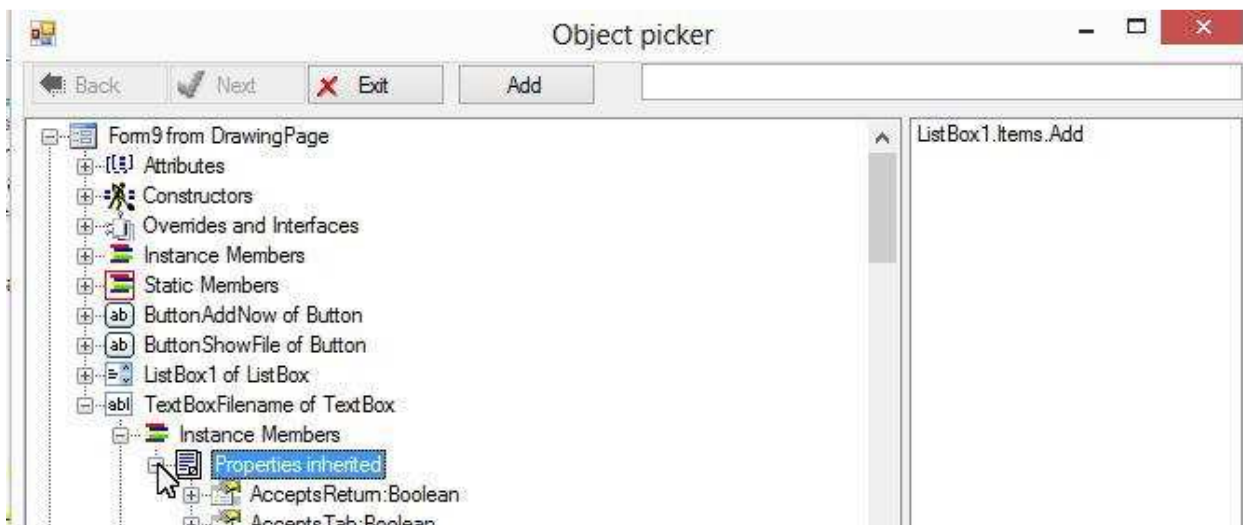 Object picker
Back Next Exit Add
Form9 from DrawingPage
ListBox1.Items.Add
Attributes
Constructors
Overrides and Interfaces
Instance Members
Static Members
ButtonAddNow of Button
ButtonShowFile of Button
ListBox1 of ListBox
TextBoxFilename of TextBox
Instance Members
Properties inherited
AcceptsReturn:Boolean
AcceptsTab:Boolean